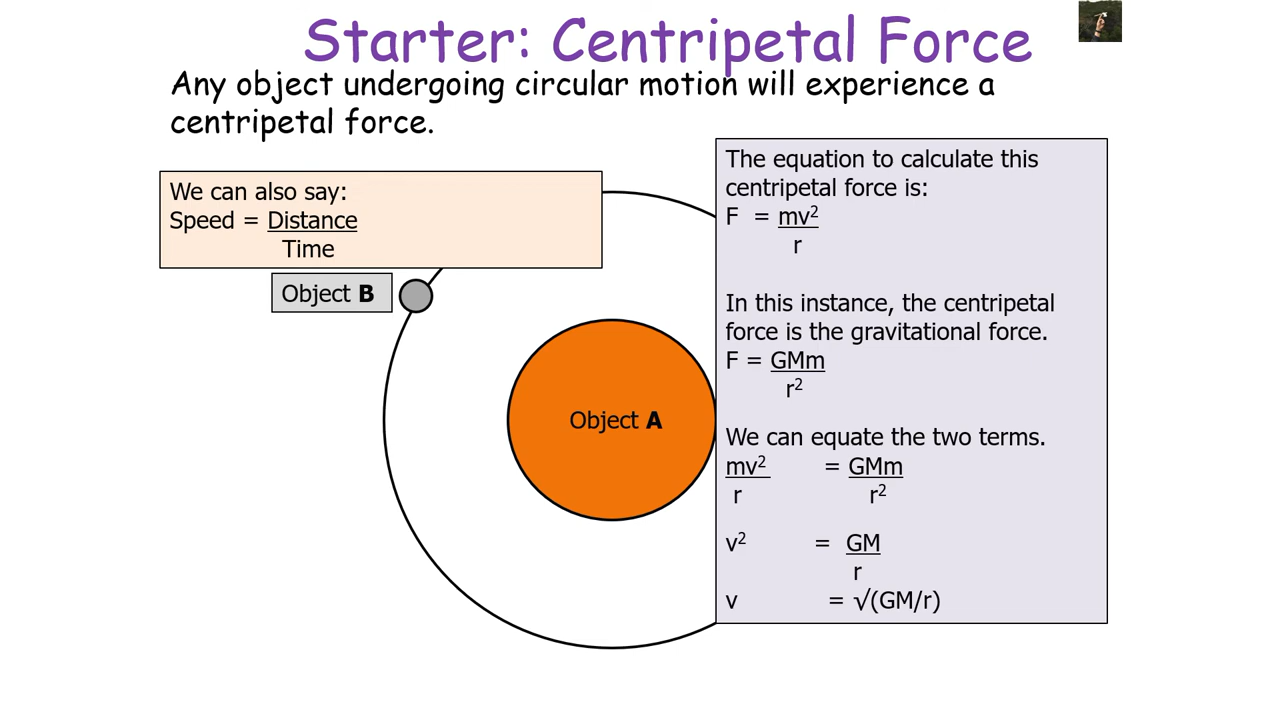 Starter: Centripetal Force
Any object undergoing circular motion will experience a
centripetal force.
We can also say:
Speed = Distance
Time
Object B
Object A
The equation to calculate this
centripetal force is:
F = mv²
r
In this instance, the centripetal
force is the gravitational force.
F = GMm
r²
We can equate the two terms.
mv² = GMm
r r²
v² = GM
r
v = √(GM/r)